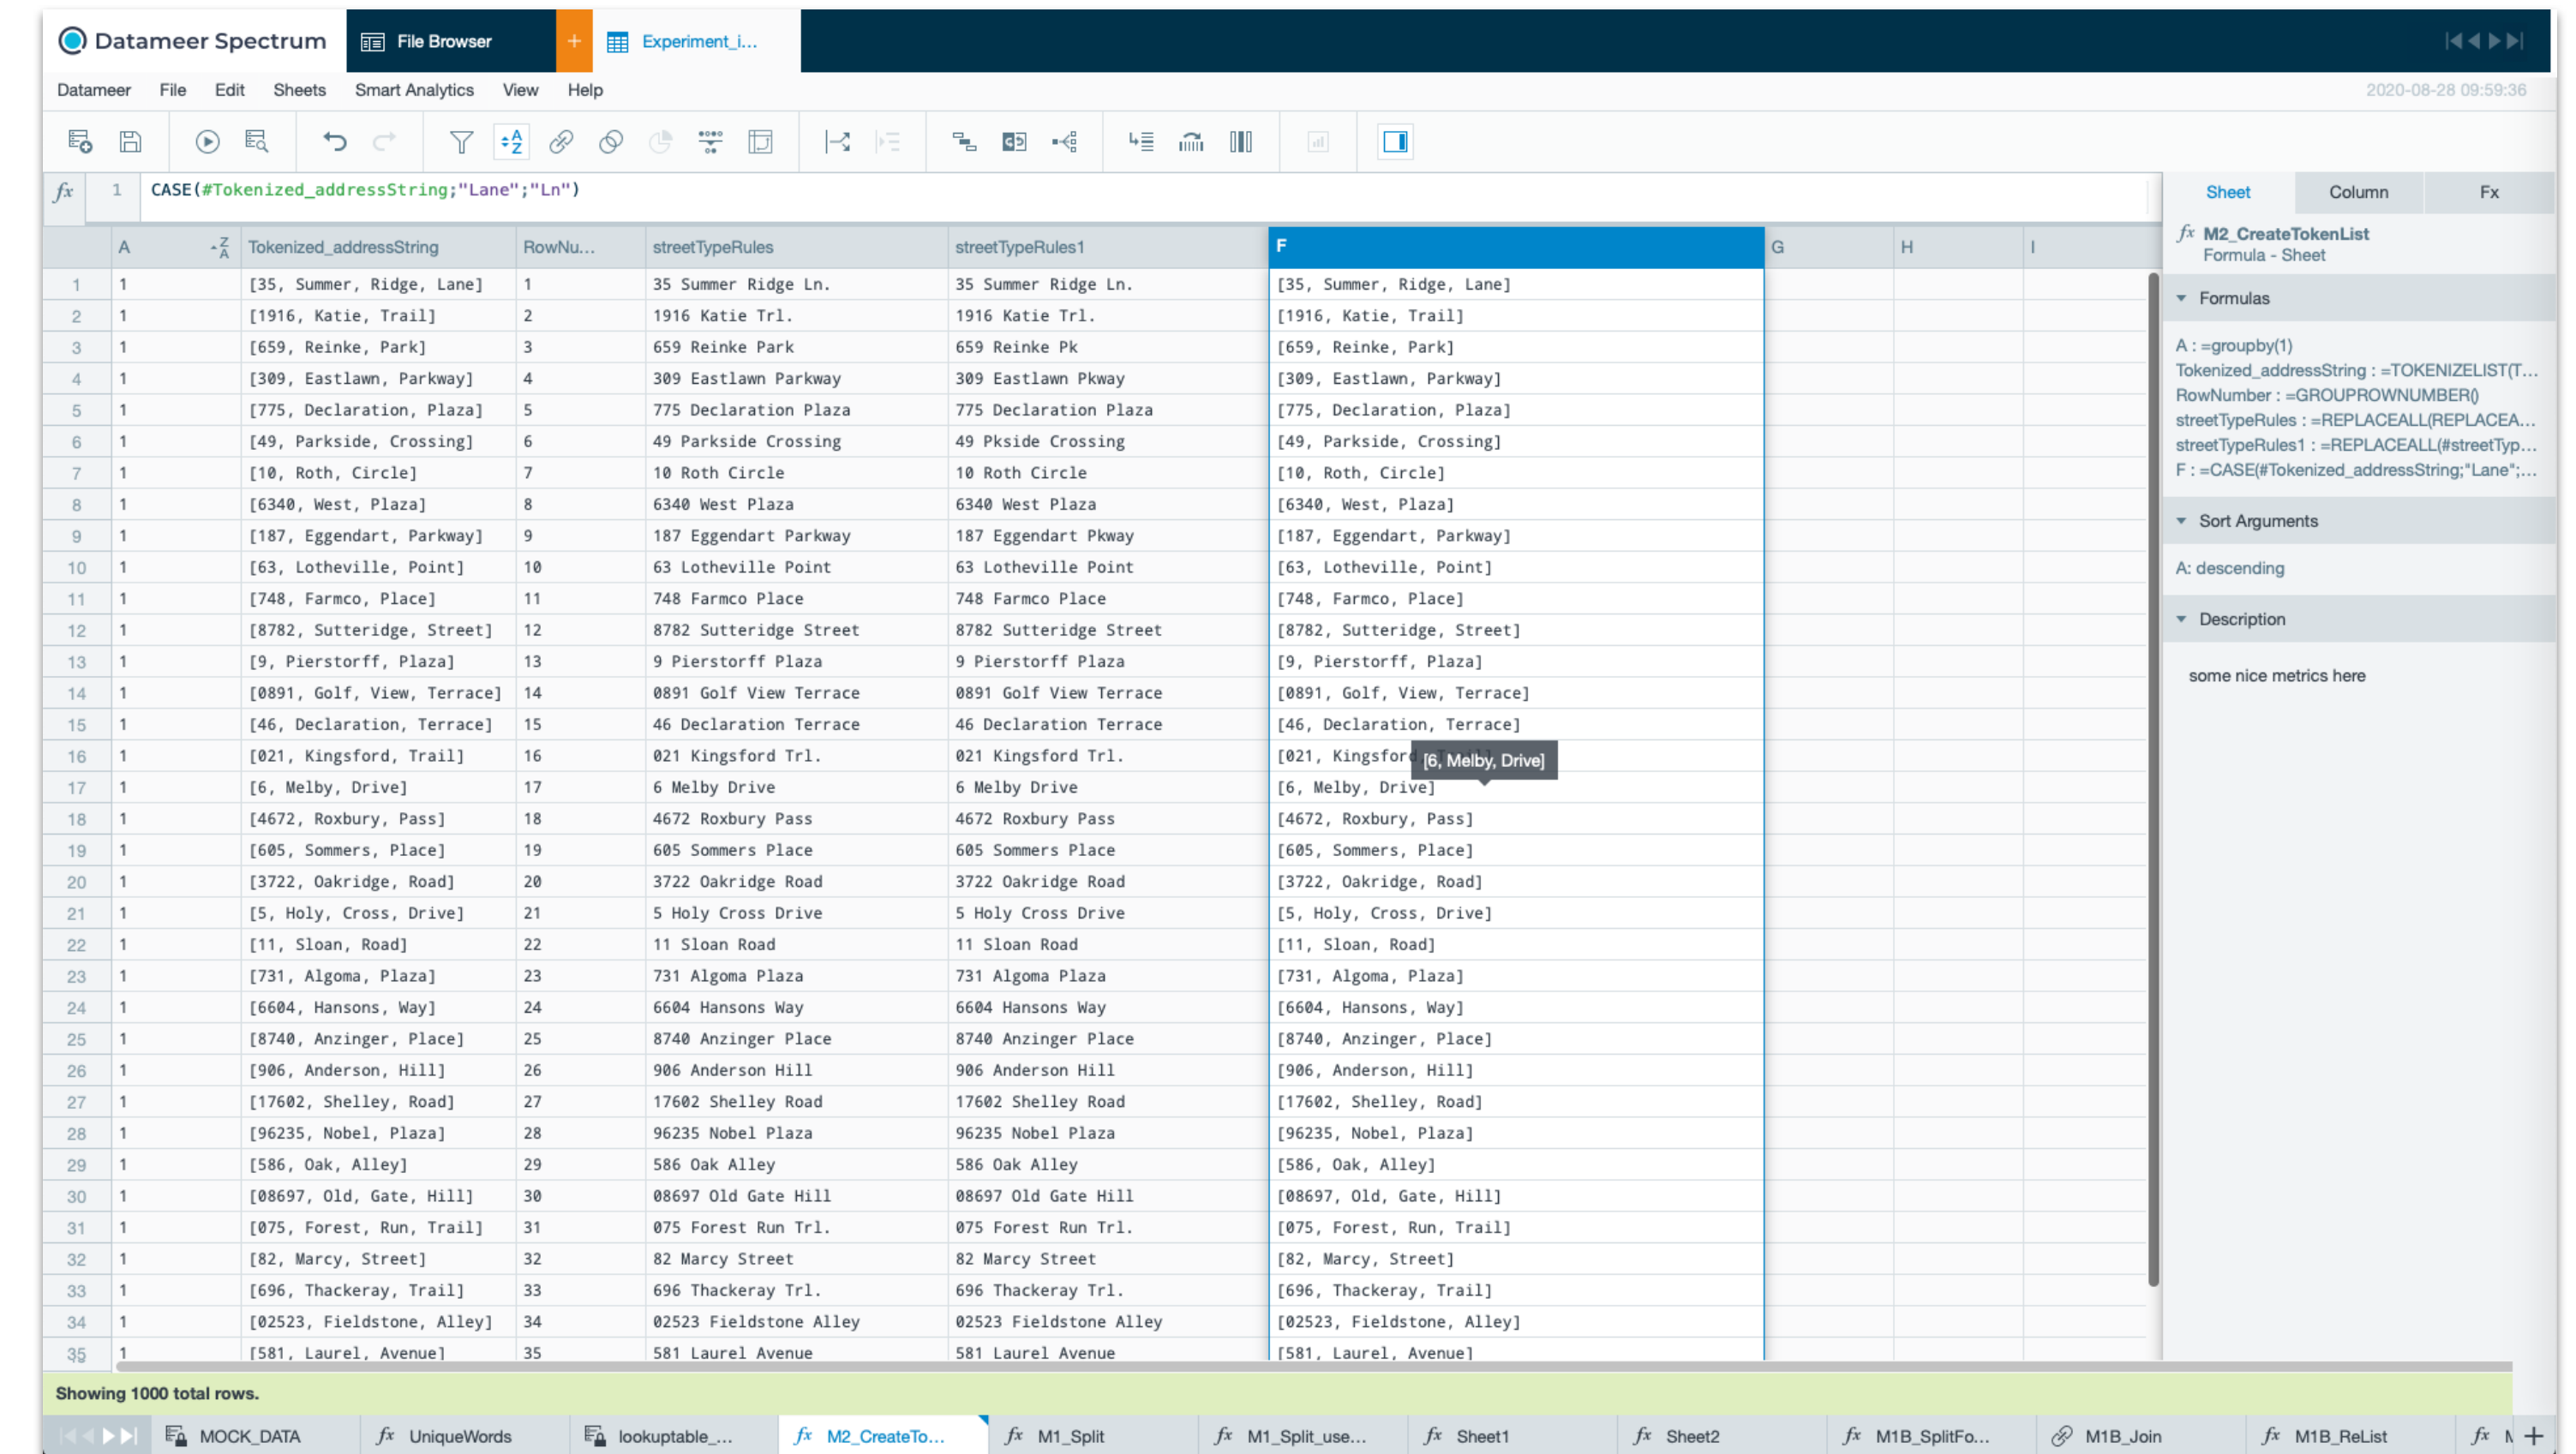 Datameer Spectrum File Browser + Experiment_i...
Datameer File Edit Sheets Smart Analytics View Help 2020-08-28 09:59:36
fx 1 CASE(#Tokenized_addressString;"Lane";"Ln")
Sheet Column Fx
A Tokenized_addressString RowNu... streetTypeRules streetTypeRules1 F G H I
1 1 [35, Summer, Ridge, Lane] 1 35 Summer Ridge Ln. 35 Summer Ridge Ln. [35, Summer, Ridge, Lane]
2 1 [1916, Katie, Trail] 2 1916 Katie Trl. 1916 Katie Trl. [1916, Katie, Trail]
3 1 [659, Reinke, Park] 3 659 Reinke Park 659 Reinke Pk [659, Reinke, Park]
4 1 [309, Eastlawn, Parkway] 4 309 Eastlawn Parkway 309 Eastlawn Pkway [309, Eastlawn, Parkway]
5 1 [775, Declaration, Plaza] 5 775 Declaration Plaza 775 Declaration Plaza [775, Declaration, Plaza]
6 1 [49, Parkside, Crossing] 6 49 Parkside Crossing 49 Pkside Crossing [49, Parkside, Crossing]
7 1 [10, Roth, Circle] 7 10 Roth Circle 10 Roth Circle [10, Roth, Circle]
8 1 [6340, West, Plaza] 8 6340 West Plaza 6340 West Plaza [6340, West, Plaza]
9 1 [187, Eggendart, Parkway] 9 187 Eggendart Parkway 187 Eggendart Pkway [187, Eggendart, Parkway]
10 1 [63, Lotheville, Point] 10 63 Lotheville Point 63 Lotheville Point [63, Lotheville, Point]
11 1 [748, Farmco, Place] 11 748 Farmco Place 748 Farmco Place [748, Farmco, Place]
12 1 [8782, Sutteridge, Street] 12 8782 Sutteridge Street 8782 Sutteridge Street [8782, Sutteridge, Street]
13 1 [9, Pierstorff, Plaza] 13 9 Pierstorff Plaza 9 Pierstorff Plaza [9, Pierstorff, Plaza]
14 1 [0891, Golf, View, Terrace] 14 0891 Golf View Terrace 0891 Golf View Terrace [0891, Golf, View, Terrace]
15 1 [46, Declaration, Terrace] 15 46 Declaration Terrace 46 Declaration Terrace [46, Declaration, Terrace]
16 1 [021, Kingsford, Trail] 16 021 Kingsford Trl. 021 Kingsford Trl. [021, Kingsford, Trail]
[6, Melby, Drive]
17 1 [6, Melby, Drive] 17 6 Melby Drive 6 Melby Drive [6, Melby, Drive]
18 1 [4672, Roxbury, Pass] 18 4672 Roxbury Pass 4672 Roxbury Pass [4672, Roxbury, Pass]
19 1 [605, Sommers, Place] 19 605 Sommers Place 605 Sommers Place [605, Sommers, Place]
20 1 [3722, Oakridge, Road] 20 3722 Oakridge Road 3722 Oakridge Road [3722, Oakridge, Road]
21 1 [5, Holy, Cross, Drive] 21 5 Holy Cross Drive 5 Holy Cross Drive [5, Holy, Cross, Drive]
22 1 [11, Sloan, Road] 22 11 Sloan Road 11 Sloan Road [11, Sloan, Road]
23 1 [731, Algoma, Plaza] 23 731 Algoma Plaza 731 Algoma Plaza [731, Algoma, Plaza]
24 1 [6604, Hansons, Way] 24 6604 Hansons Way 6604 Hansons Way [6604, Hansons, Way]
25 1 [8740, Anzinger, Place] 25 8740 Anzinger Place 8740 Anzinger Place [8740, Anzinger, Place]
26 1 [906, Anderson, Hill] 26 906 Anderson Hill 906 Anderson Hill [906, Anderson, Hill]
27 1 [17602, Shelley, Road] 27 17602 Shelley Road 17602 Shelley Road [17602, Shelley, Road]
28 1 [96235, Nobel, Plaza] 28 96235 Nobel Plaza 96235 Nobel Plaza [96235, Nobel, Plaza]
29 1 [586, Oak, Alley] 29 586 Oak Alley 586 Oak Alley [586, Oak, Alley]
30 1 [08697, Old, Gate, Hill] 30 08697 Old Gate Hill 08697 Old Gate Hill [08697, Old, Gate, Hill]
31 1 [075, Forest, Run, Trail] 31 075 Forest Run Trl. 075 Forest Run Trl. [075, Forest, Run, Trail]
32 1 [82, Marcy, Street] 32 82 Marcy Street 82 Marcy Street [82, Marcy, Street]
33 1 [696, Thackeray, Trail] 33 696 Thackeray Trl. 696 Thackeray Trl. [696, Thackeray, Trail]
34 1 [02523, Fieldstone, Alley] 34 02523 Fieldstone Alley 02523 Fieldstone Alley [02523, Fieldstone, Alley]
35 1 [581, Laurel, Avenue] 35 581 Laurel Avenue 581 Laurel Avenue [581, Laurel, Avenue]
fx M2_CreateTokenList
Formula - Sheet
Formulas
A : =groupby(1)
Tokenized_addressString : =TOKENIZELIST(T...
RowNumber : =GROUPROWNUMBER()
streetTypeRules : =REPLACEALL(REPLACEA...
streetTypeRules1 : =REPLACEALL(#streetTyp...
F : =CASE(#Tokenized_addressString;"Lane";...
Sort Arguments
A: descending
Description
some nice metrics here
Showing 1000 total rows.
MOCK_DATA fx UniqueWords lookuptable_... fx M2_CreateTo... fx M1_Split fx M1_Split_use... fx Sheet1 fx Sheet2 fx M1B_SplitFo... M1B_Join fx M1B_ReList fx +